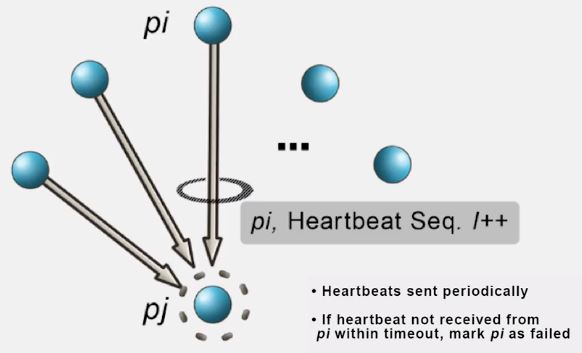 pi
...
pi, Heartbeat Seq. I++
pj
• Heartbeats sent periodically
• If heartbeat not received from
pi within timeout, mark pi as failed